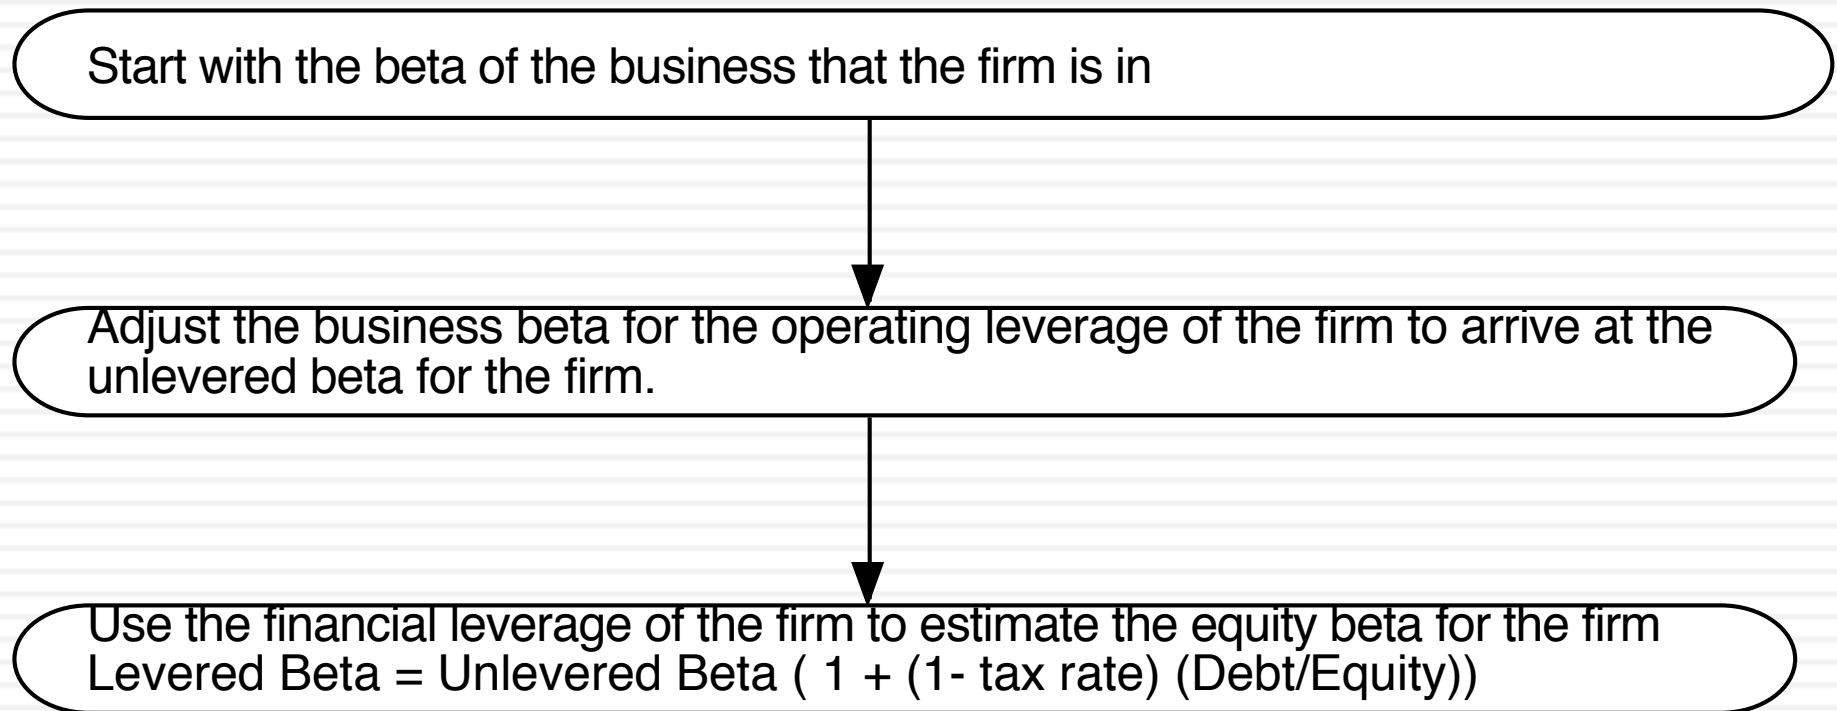 Start with the beta of the business that the firm is in
Adjust the business beta for the operating leverage of the firm to arrive at the
unlevered beta for the firm.
Use the financial leverage of the firm to estimate the equity beta for the firm
Levered Beta = Unlevered Beta ( 1 + (1- tax rate) (Debt/Equity))